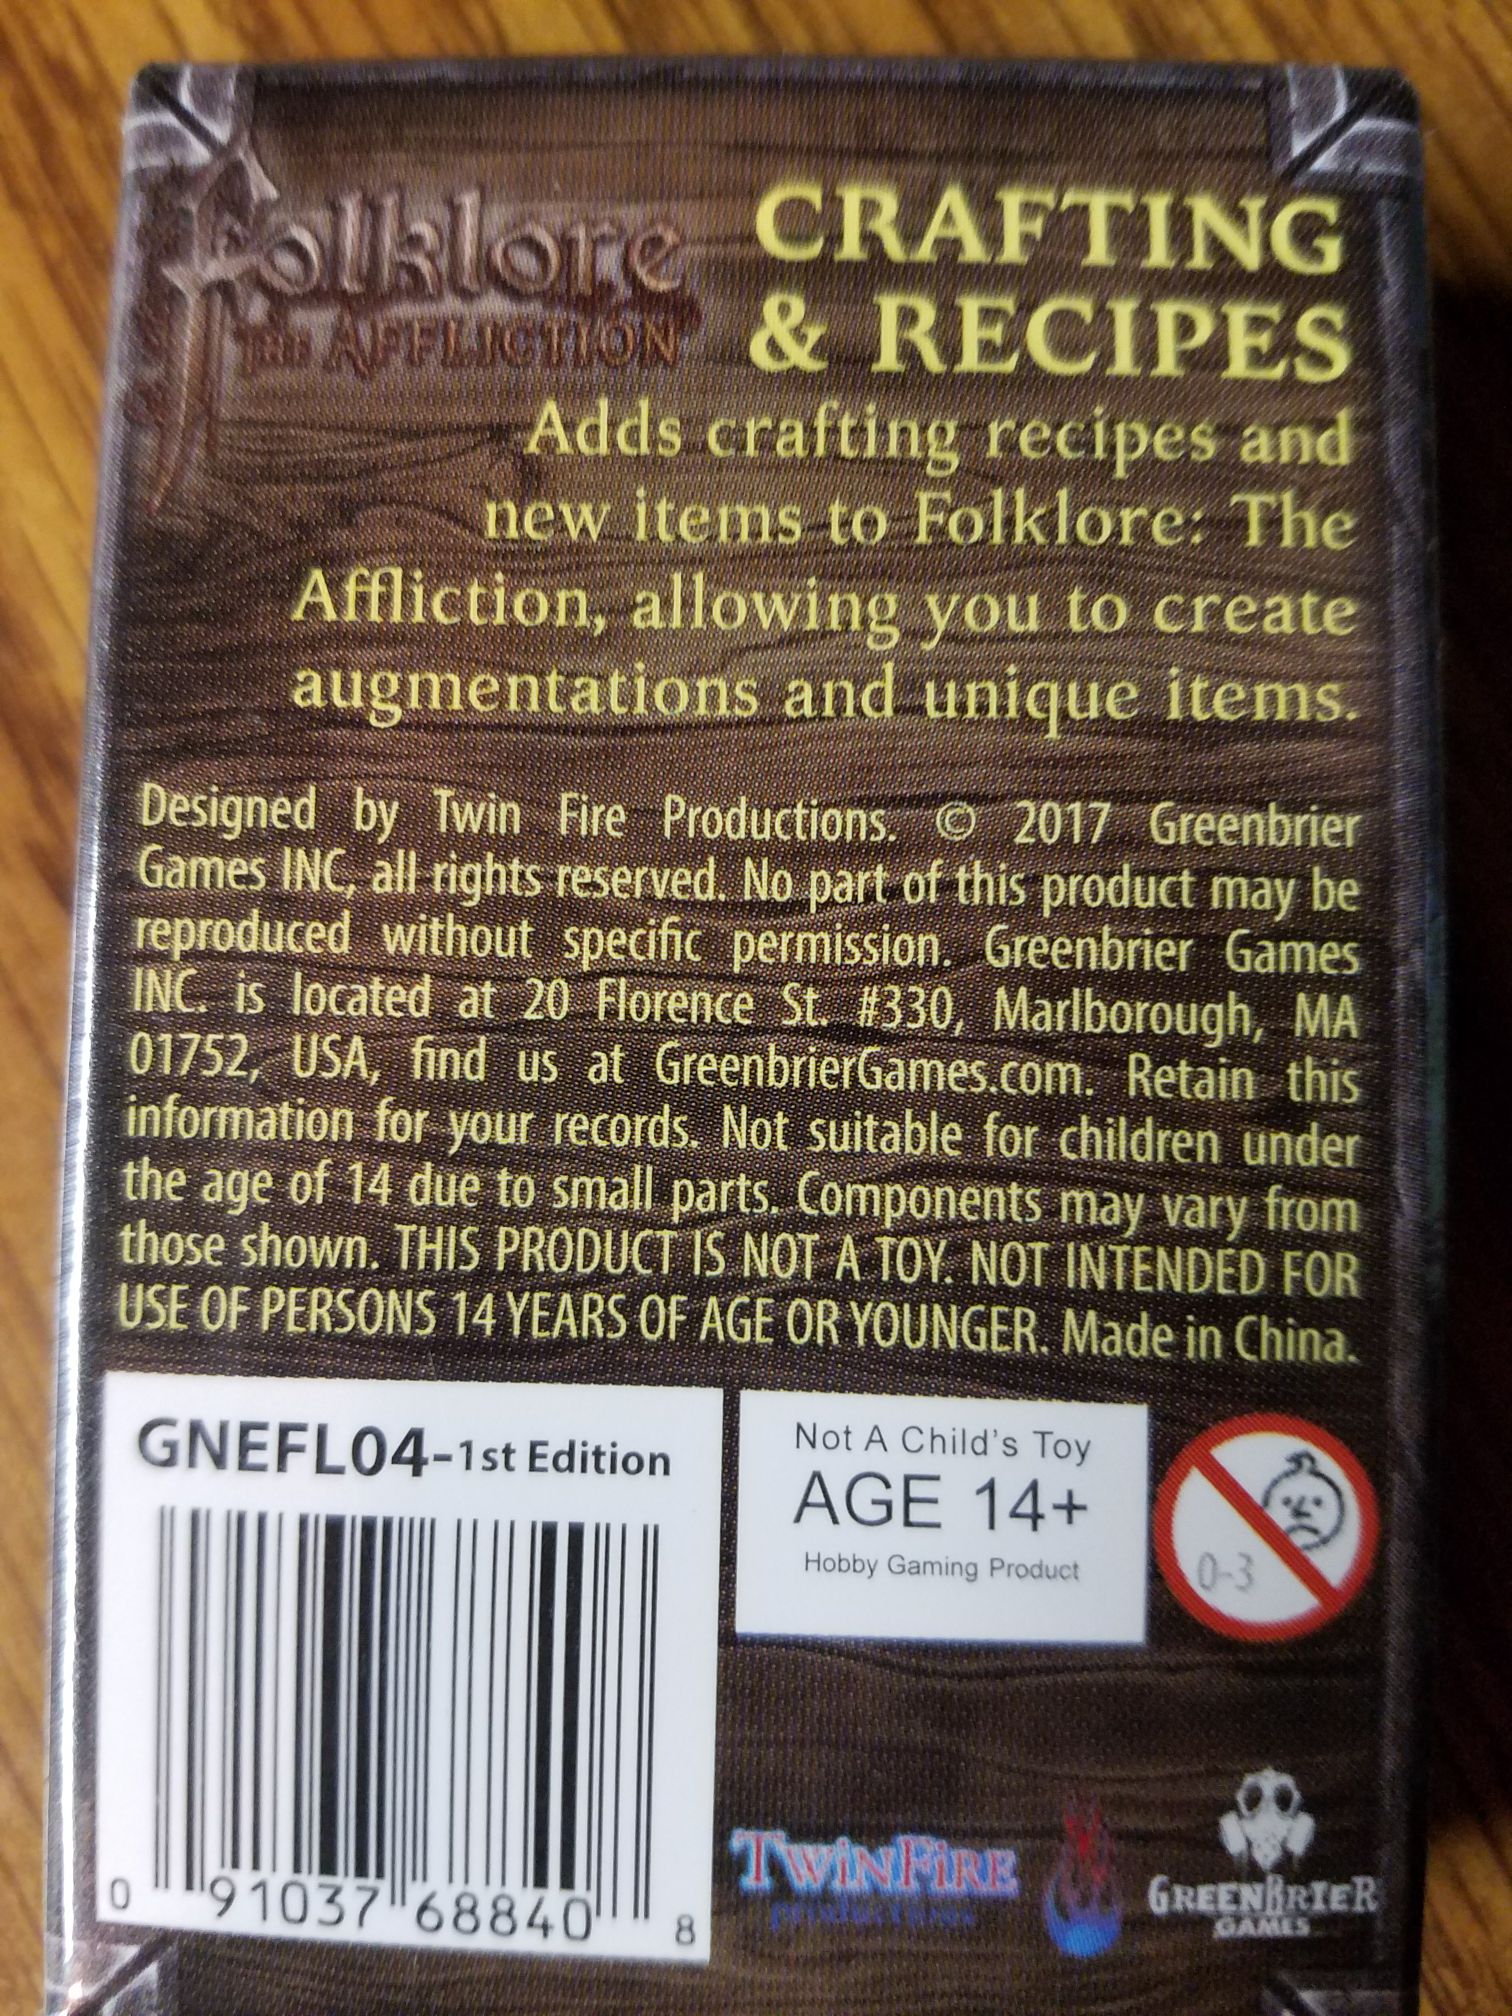 Folklore
The AFFLICTION
CRAFTING
& RECIPES
Adds crafting recipes and
new items to Folklore: The
Affliction, allowing you to create
augmentations and unique items.
Designed by Twin Fire Productions. © 2017 Greenbrier
Games INC, all rights reserved. No part of this product may be
reproduced without specific permission. Greenbrier Games
INC. is located at 20 Florence St. #330, Marlborough, MA
01752, USA, find us at GreenbrierGames.com. Retain this
information for your records. Not suitable for children under
the age of 14 due to small parts. Components may vary from
those shown. THIS PRODUCT IS NOT A TOY. NOT INTENDED FOR
USE OF PERSONS 14 YEARS OF AGE OR YOUNGER. Made in China.
GNEFL04-1st Edition
0 91037 68840 8
Not A Child's Toy
AGE 14+
Hobby Gaming Product
0-3
TWINFIRE
productions
GREENBRIER
GAMES